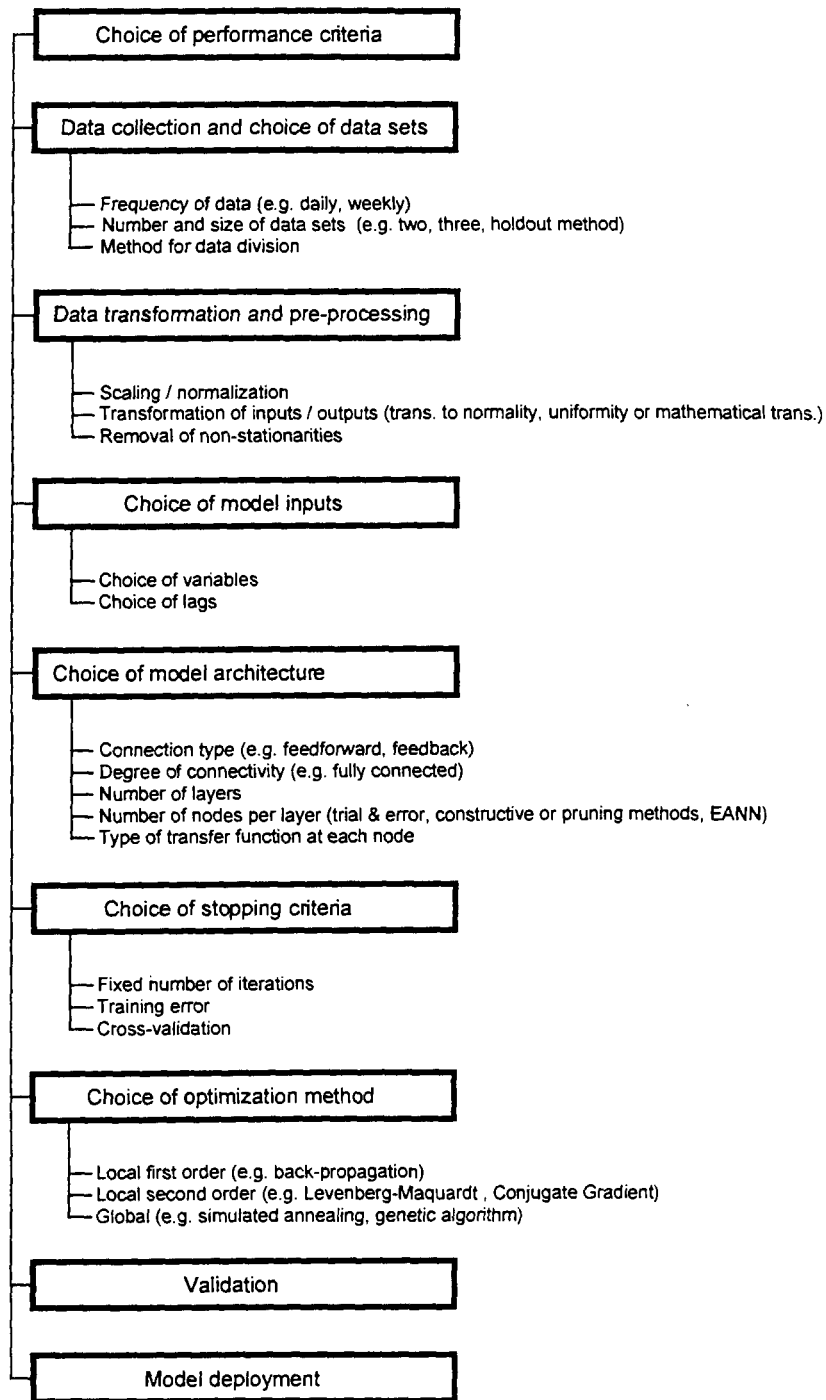 Choice of performance criteria
Data collection and choice of data sets
Frequency of data (e.g. daily, weekly)
Number and size of data sets (e.g. two, three, holdout method)
Method for data division
Data transformation and pre-processing
Scaling / normalization
Transformation of inputs / outputs (trans. to normality, uniformity or mathematical trans.)
Removal of non-stationarities
Choice of model inputs
Choice of variables
Choice of lags
Choice of model architecture
Connection type (e.g. feedforward, feedback)
Degree of connectivity (e.g. fully connected)
Number of layers
Number of nodes per layer (trial & error, constructive or pruning methods, EANN)
Type of transfer function at each node
Choice of stopping criteria
Fixed number of iterations
Training error
Cross-validation
Choice of optimization method
Local first order (e.g. back-propagation)
Local second order (e.g. Levenberg-Maquardt , Conjugate Gradient)
Global (e.g. simulated annealing, genetic algorithm)
Validation
Model deployment